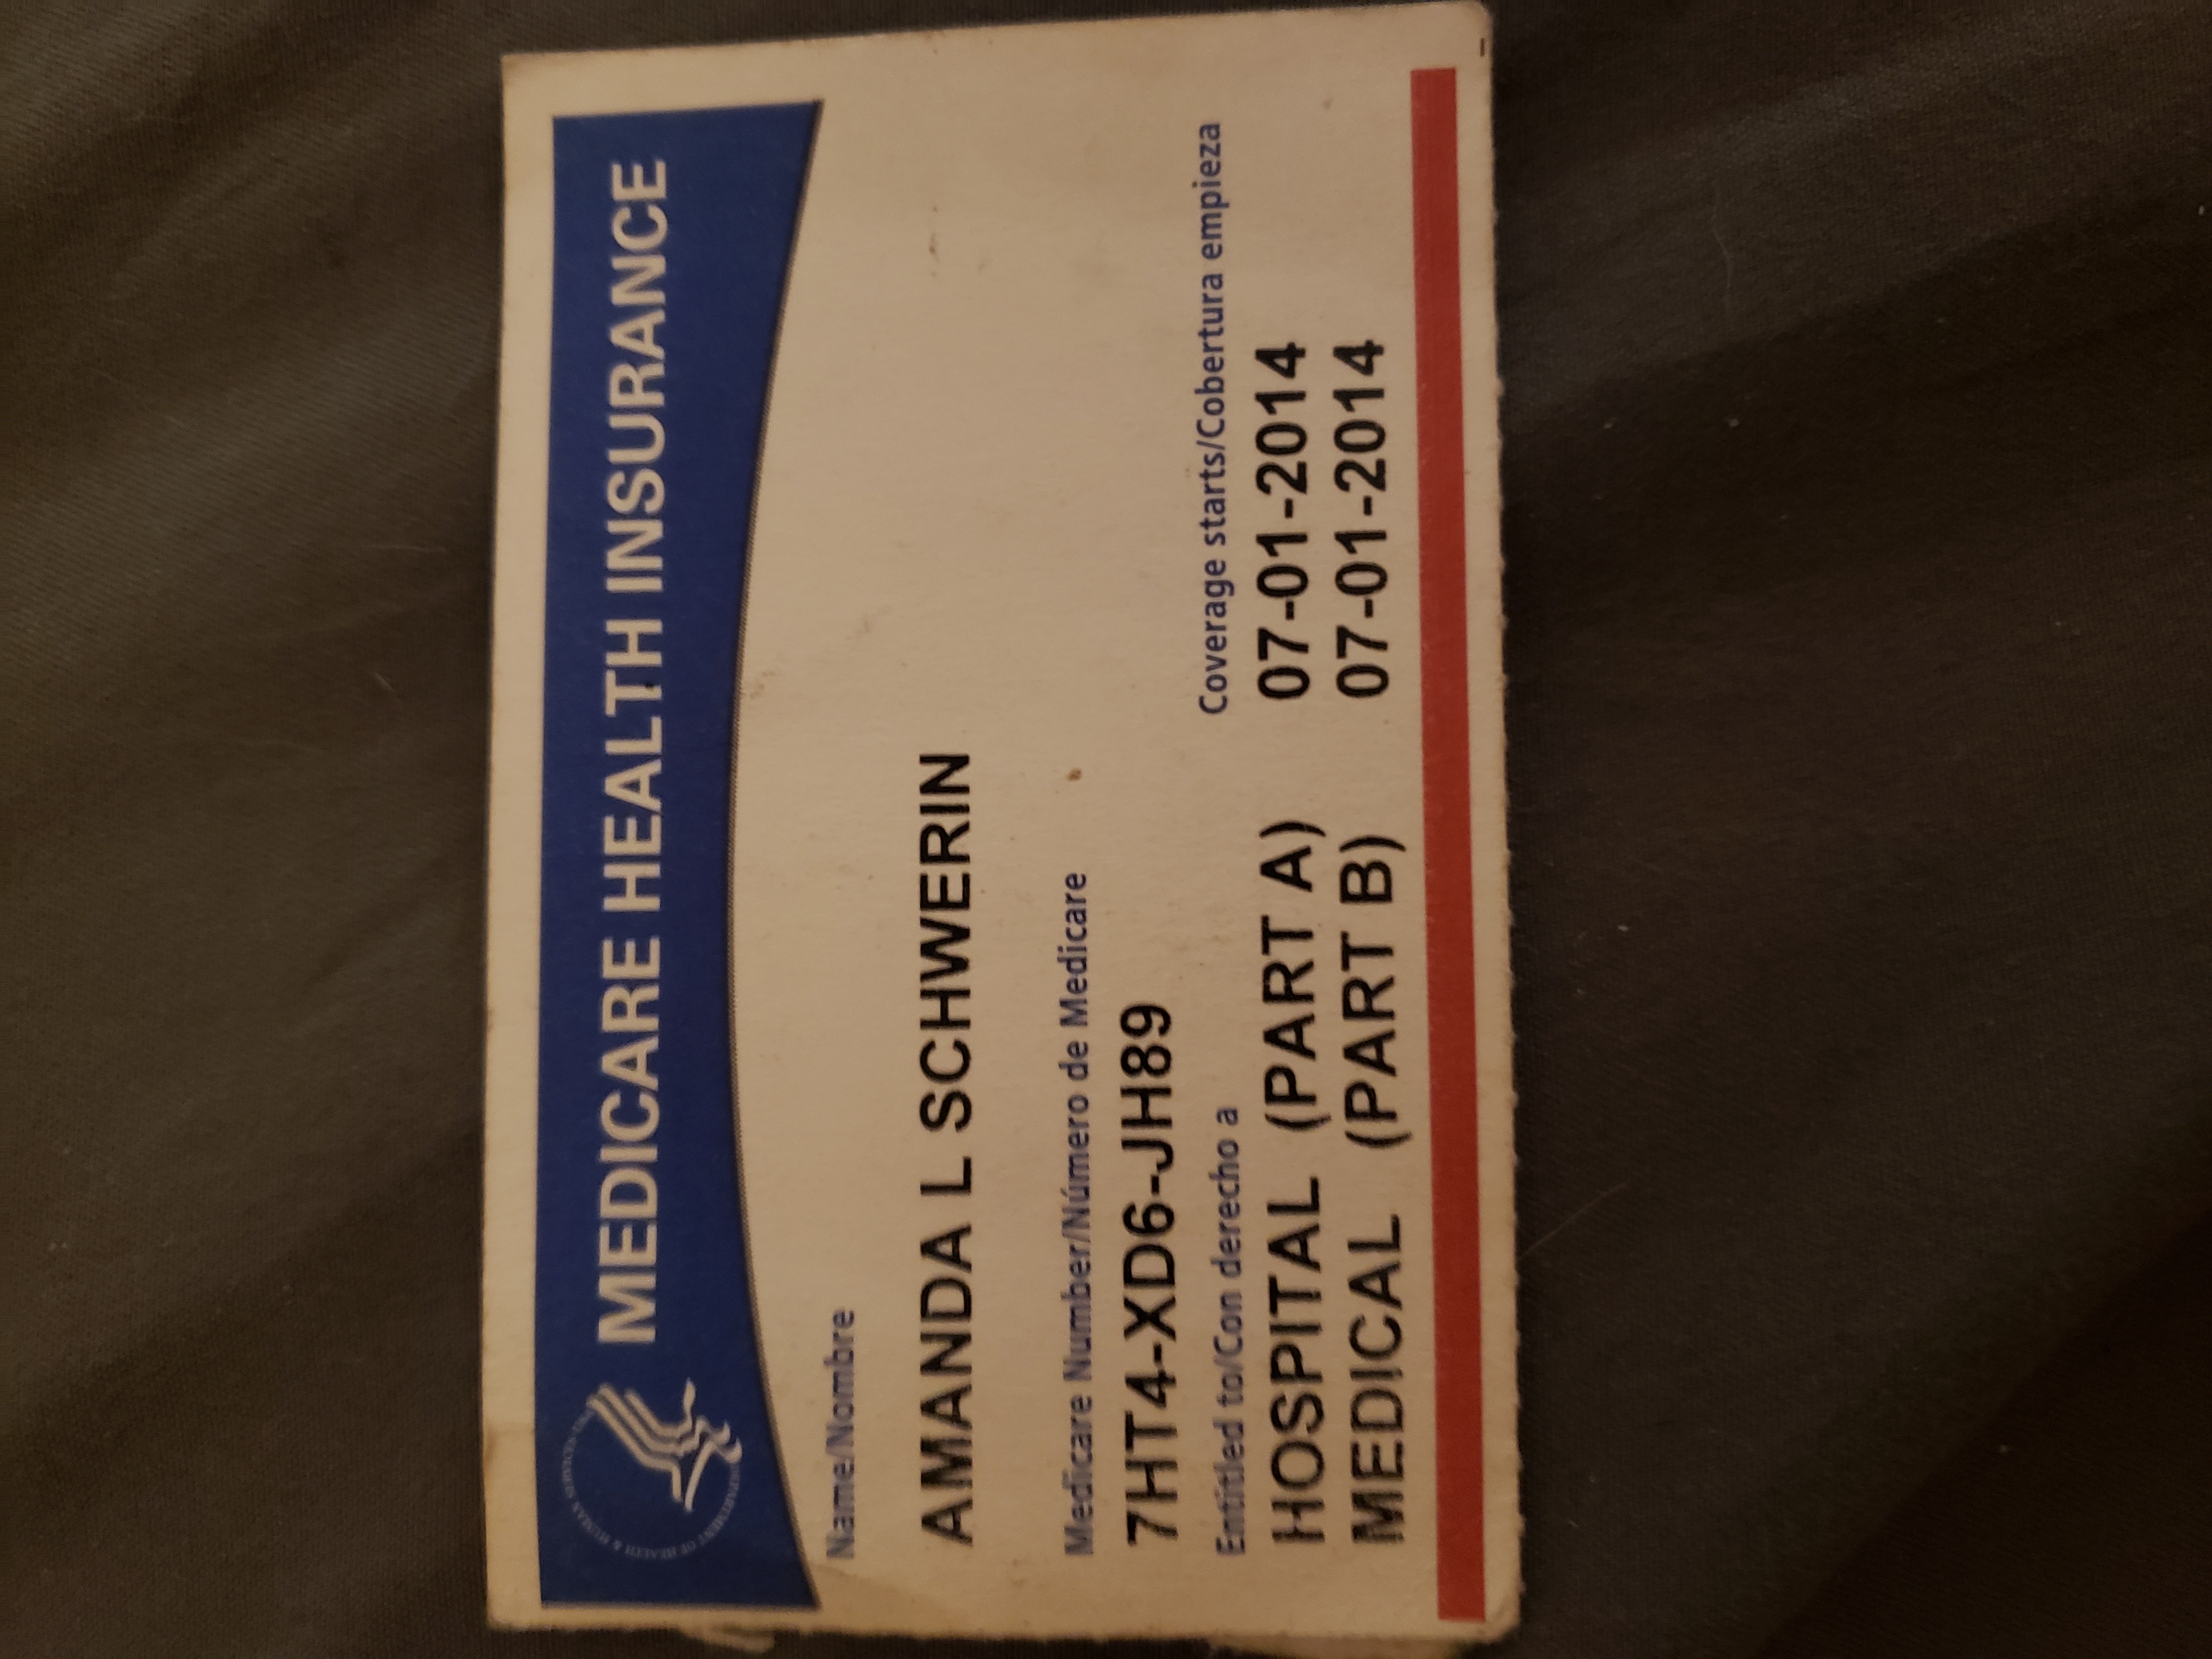 MEDICARE HEALTH INSURANCE
Name/Nombre
AMANDA L SCHWERIN
Medicare Number/Número de Medicare
7HT4-XD6-JH89
Entitled to/Con derecho a Coverage starts/Cobertura empieza
HOSPITAL (PART A) 07-01-2014
MEDICAL (PART B) 07-01-2014